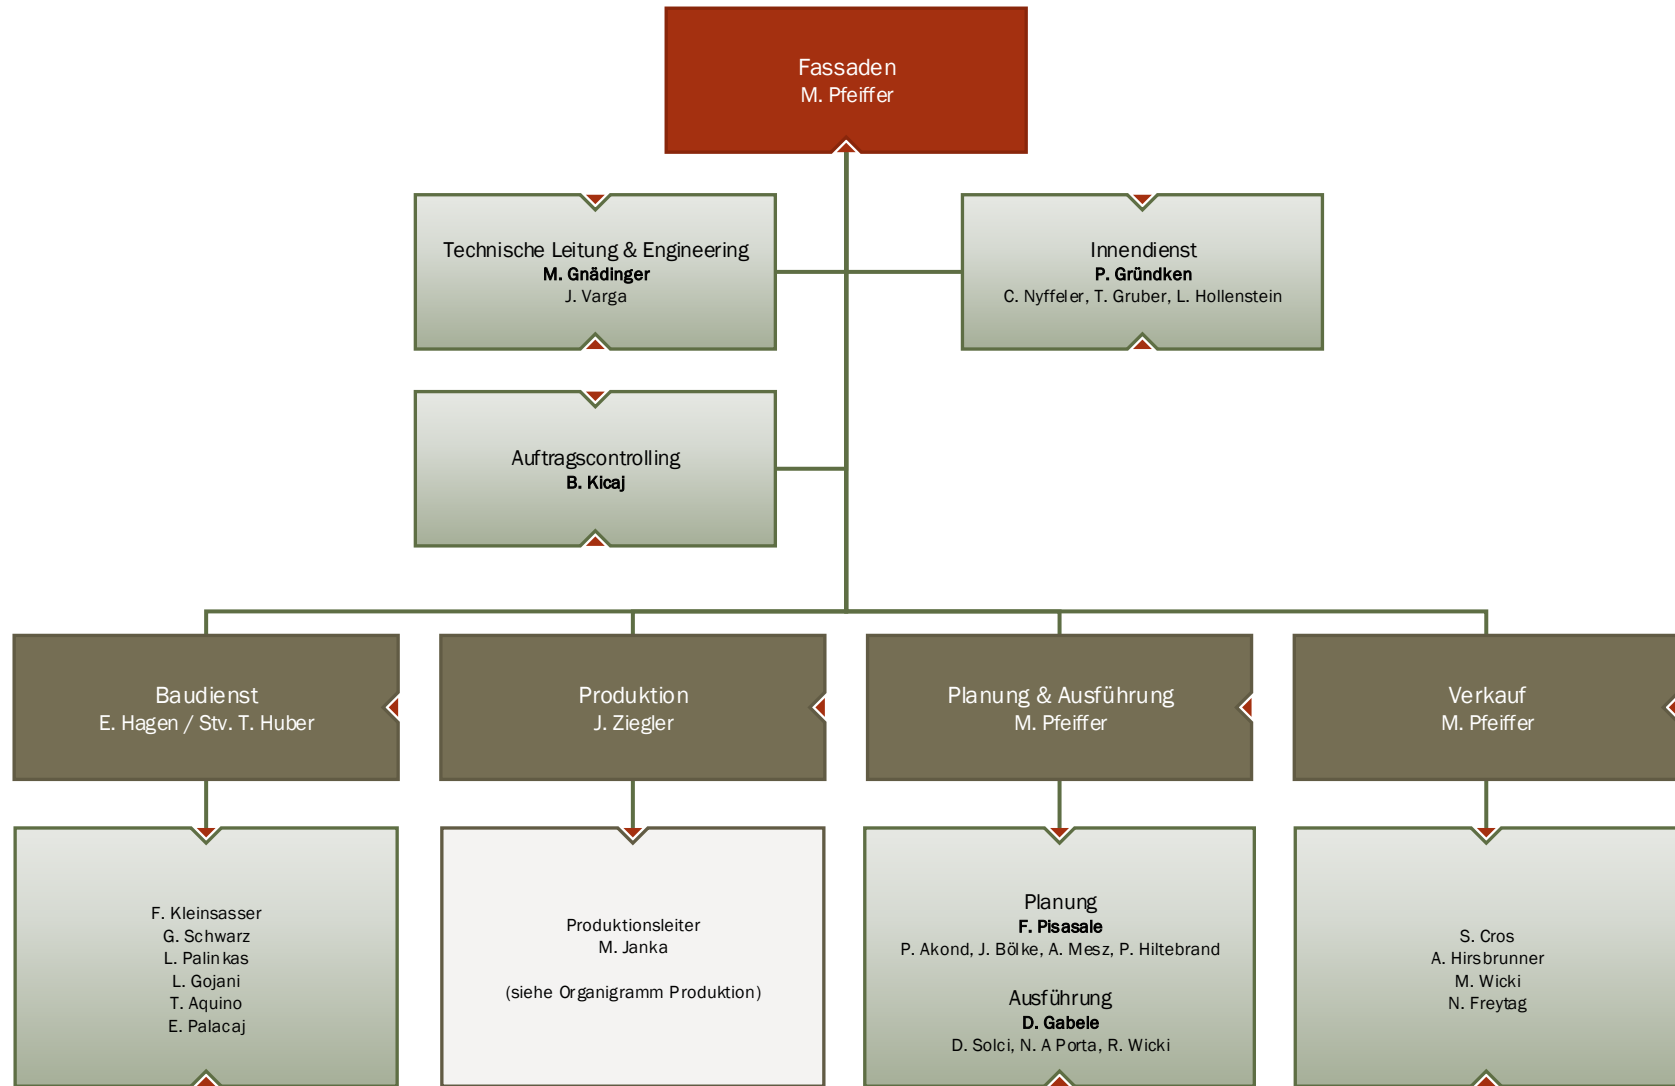 Fassaden
M. Pfeiffer
Technische Leitung & Engineering
M. Gnädinger
J. Varga
Innendienst
P. Gründken
C. Nyffeler, T. Gruber, L. Hollenstein
Auftragscontrolling
B. Kicaj
Baudienst
E. Hagen / Stv. T. Huber
Produktion
J. Ziegler
Planung & Ausführung
M. Pfeiffer
Verkauf
M. Pfeiffer
F. Kleinsasser
G. Schwarz
L. Palinkas
L. Gojani
T. Aquino
E. Palacaj
Produktionsleiter
M. Janka
(siehe Organigramm Produktion)
Planung
F. Pisasale
P. Akond, J. Bölke, A. Mesz, P. Hiltebrand
Ausführung
D. Gabele
D. Solci, N. A Porta, R. Wicki
S. Cros
A. Hirsbrunner
M. Wicki
N. Freytag